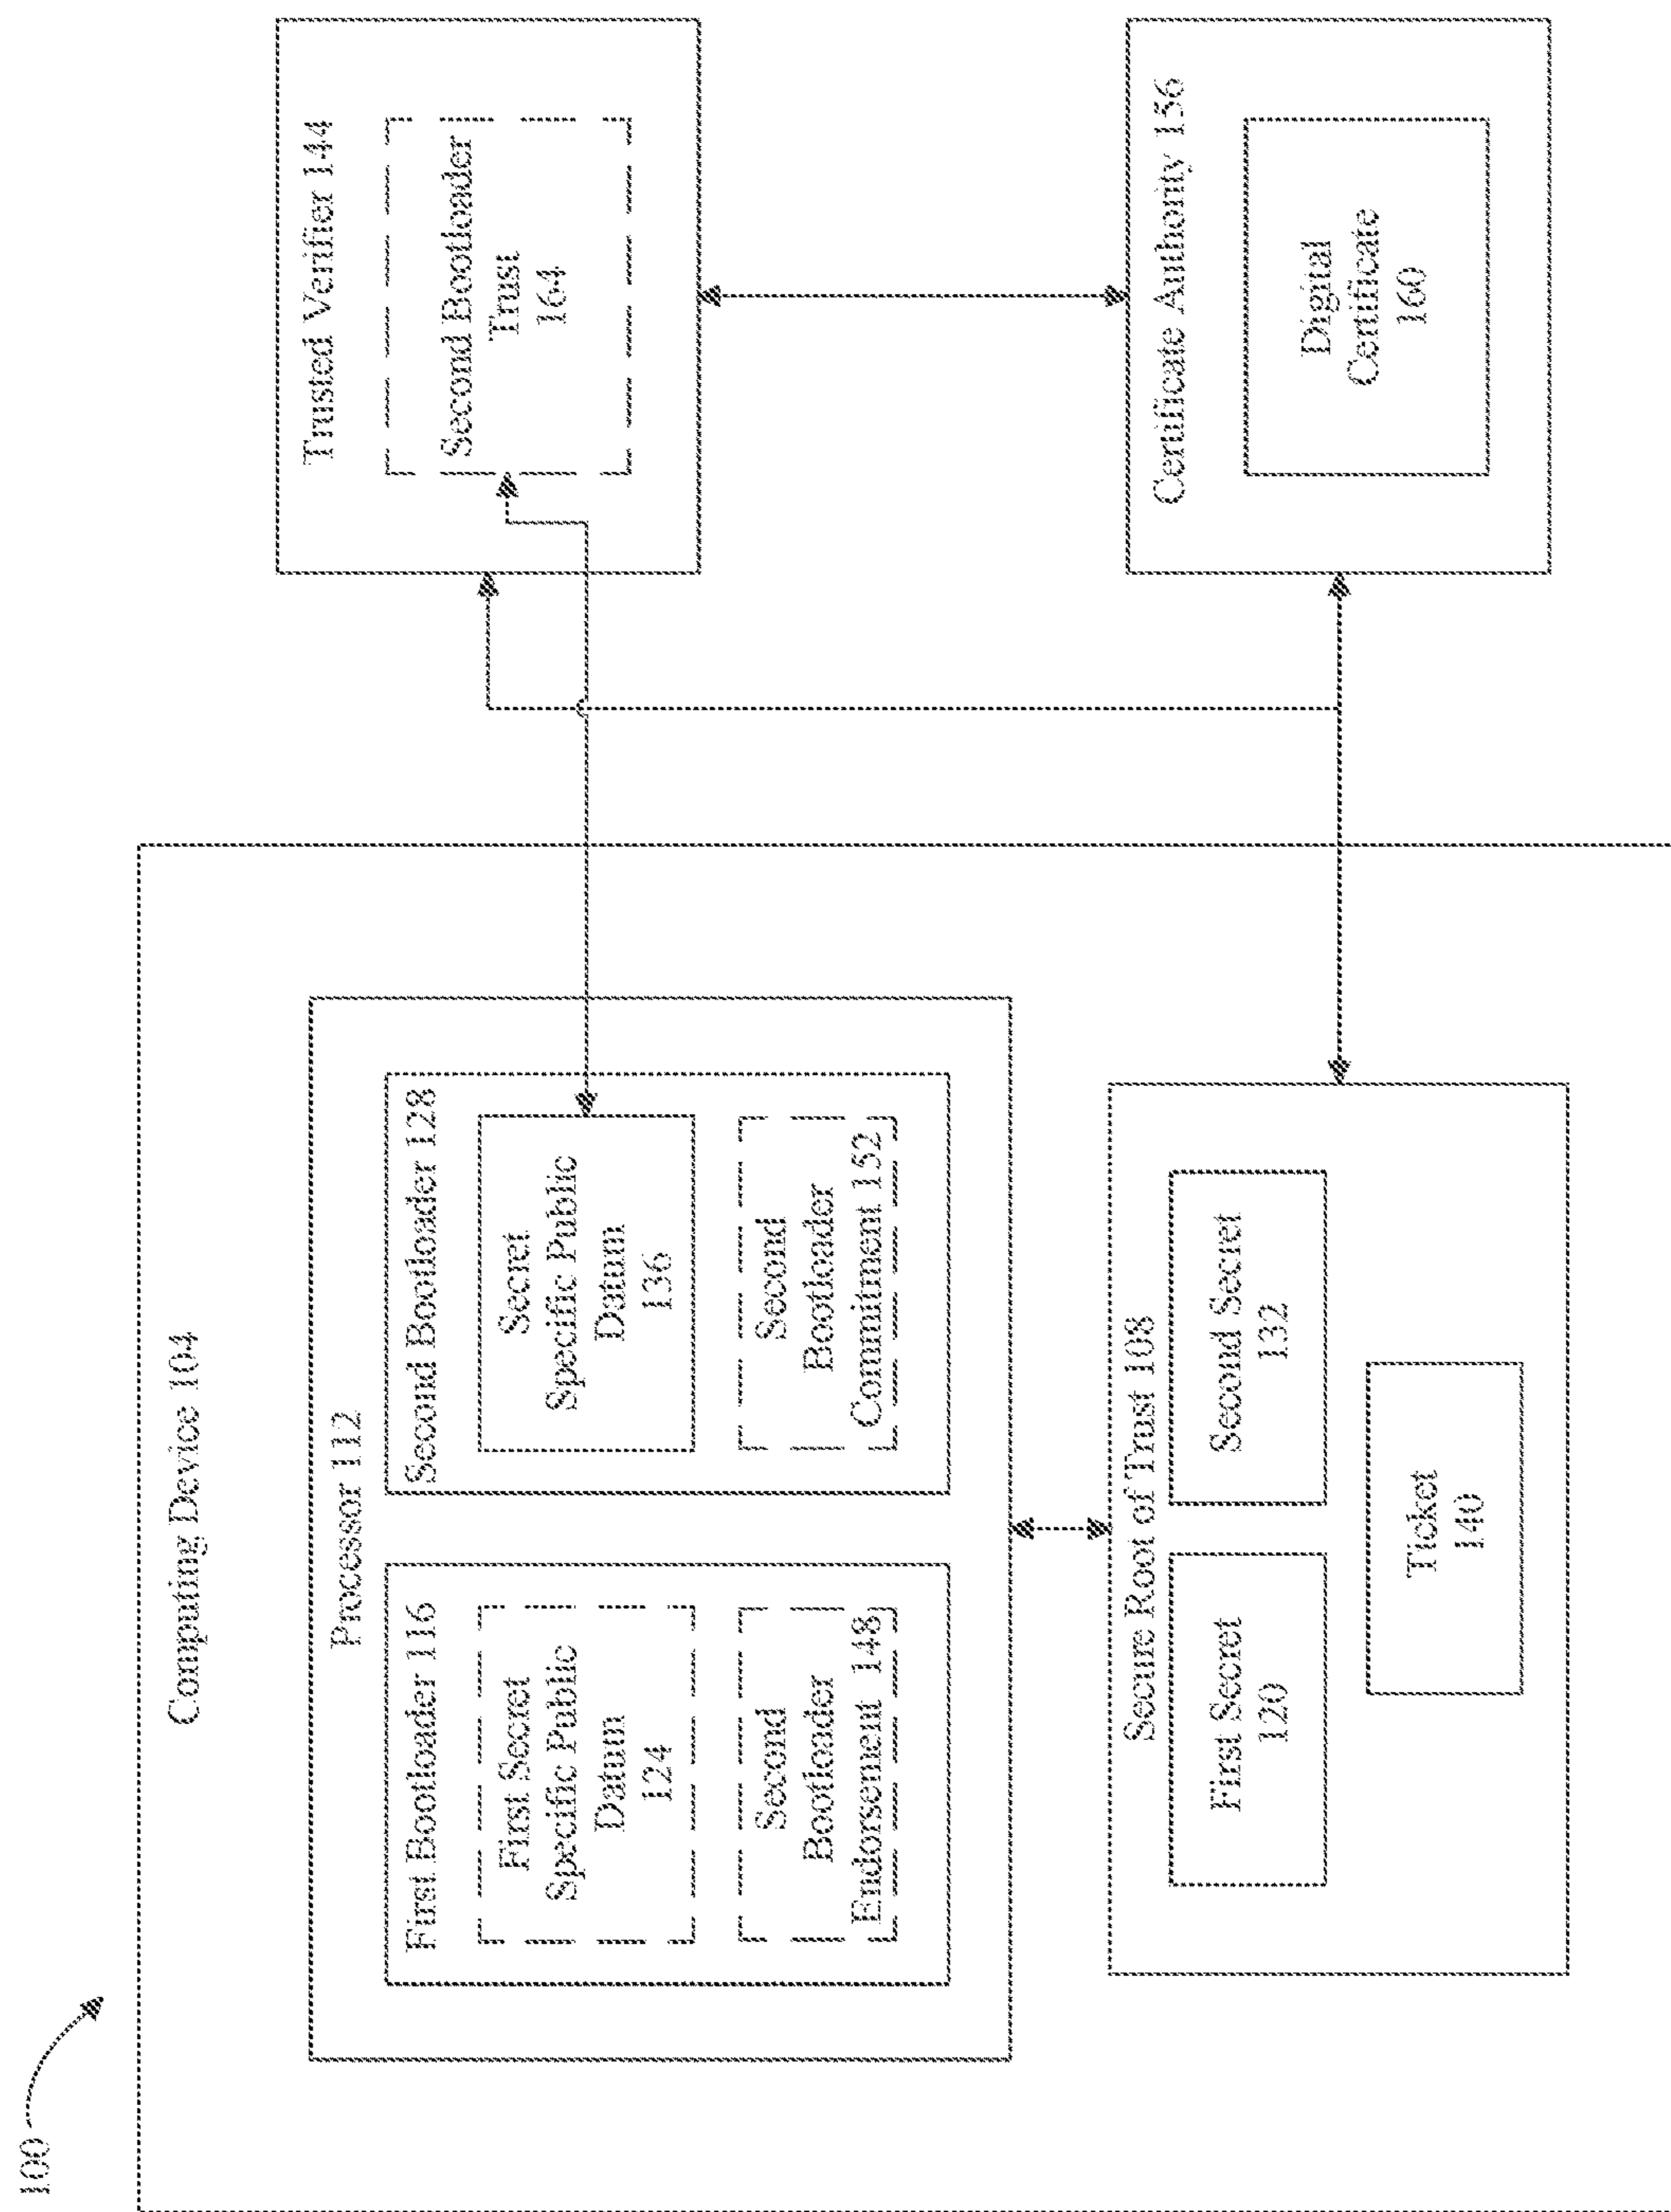 100
Computing Device 104
Processor 112
First Bootloader 116
First Secret
Specific Public
Datum
124
Second
Bootloader
Endorsement 148
Second Bootloader 128
Secret
Specific Public
Datum
136
Second
Bootloader
Commitment 152
Secure Root of Trust 108
First Secret
120
Second Secret
132
Ticket
140
Trusted Verifier 144
Second Bootloader
Trust
164
Certificate Authority 156
Digital
Certificate
160